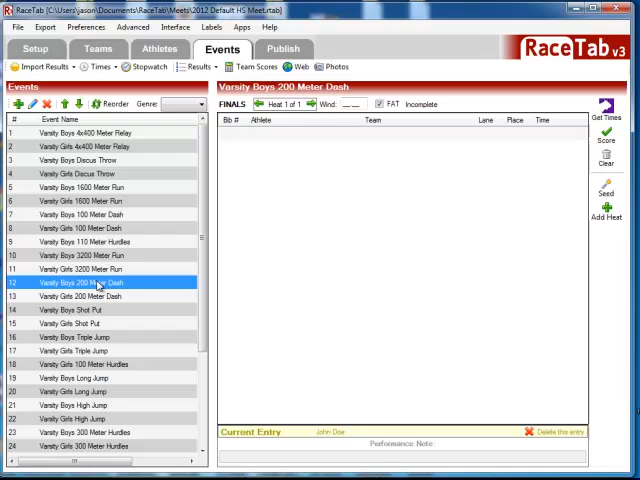 RaceTab [C:\Users\jason\Documents\RaceTab\Meets\2012 Default HS Meet.rtab]
File Export Preferences Advanced Interface Labels Apps Help
Setup Teams Athletes Events Publish
RaceTab v3
Import Results Times Stopwatch Results Team Scores Web Photos
Events
Varsity Boys 200 Meter Dash
Reorder Genre:
FINALS Heat 1 of 1 Wind: __.__ FAT Incomplete
# Event Name
Bib # Athlete Team Lane Place Time
1 Varsity Boys 4x400 Meter Relay
2 Varsity Girls 4x400 Meter Relay
3 Varsity Boys Discus Throw
4 Varsity Girls Discus Throw
5 Varsity Boys 1600 Meter Run
6 Varsity Girls 1600 Meter Run
7 Varsity Boys 100 Meter Dash
8 Varsity Girls 100 Meter Dash
9 Varsity Boys 110 Meter Hurdles
10 Varsity Boys 3200 Meter Run
11 Varsity Girls 3200 Meter Run
12 Varsity Boys 200 Meter Dash
13 Varsity Girls 200 Meter Dash
14 Varsity Boys Shot Put
15 Varsity Girls Shot Put
16 Varsity Boys Triple Jump
17 Varsity Girls Triple Jump
18 Varsity Girls 100 Meter Hurdles
19 Varsity Boys Long Jump
20 Varsity Girls Long Jump
21 Varsity Boys High Jump
22 Varsity Girls High Jump
23 Varsity Boys 300 Meter Hurdles
24 Varsity Girls 300 Meter Hurdles
Get Times
Score
Clear
Seed
Add Heat
Current Entry John Doe Delete this entry
Performance Note: